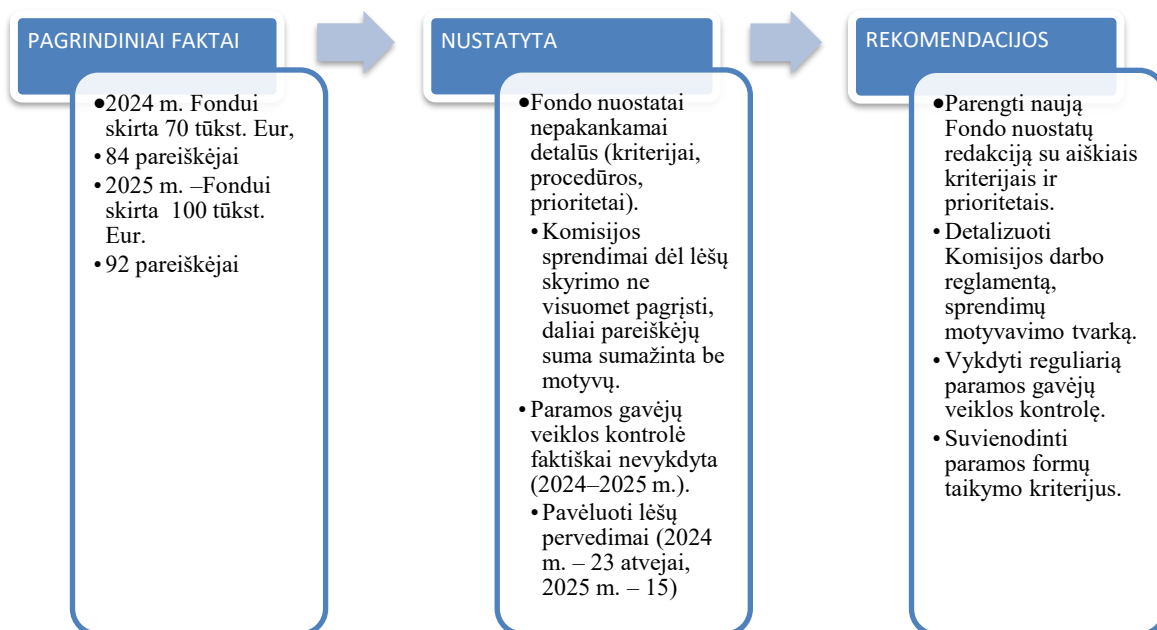 PAGRINDINIAI FAKTAI
•2024 m. Fondui
skirta 70 tūkst. Eur,
• 84 pareiškėjai
• 2025 m. –Fondui
skirta 100 tūkst.
Eur.
• 92 pareiškėjai
NUSTATYTA
•Fondo nuostatai
nepakankamai
detalūs (kriterijai,
procedūros,
prioritetai).
• Komisijos
sprendimai dėl lėšų
skyrimo ne
visuomet pagrįsti,
daliai pareiškėjų
suma sumažinta be
motyvų.
• Paramos gavėjų
veiklos kontrolė
faktiškai nevykdyta
(2024–2025 m.).
• Pavėluoti lėšų
pervedimai (2024
m. – 23 atvejai,
2025 m. – 15)
REKOMENDACIJOS
•Parengti naują
Fondo nuostatų
redakciją su aiškiais
kriterijais ir
prioritetais.
• Detalizuoti
Komisijos darbo
reglamentą,
sprendimų
motyvavimo tvarką.
• Vykdyti reguliarią
paramos gavėjų
veiklos kontrolę.
• Suvienodinti
paramos formų
taikymo kriterijus.